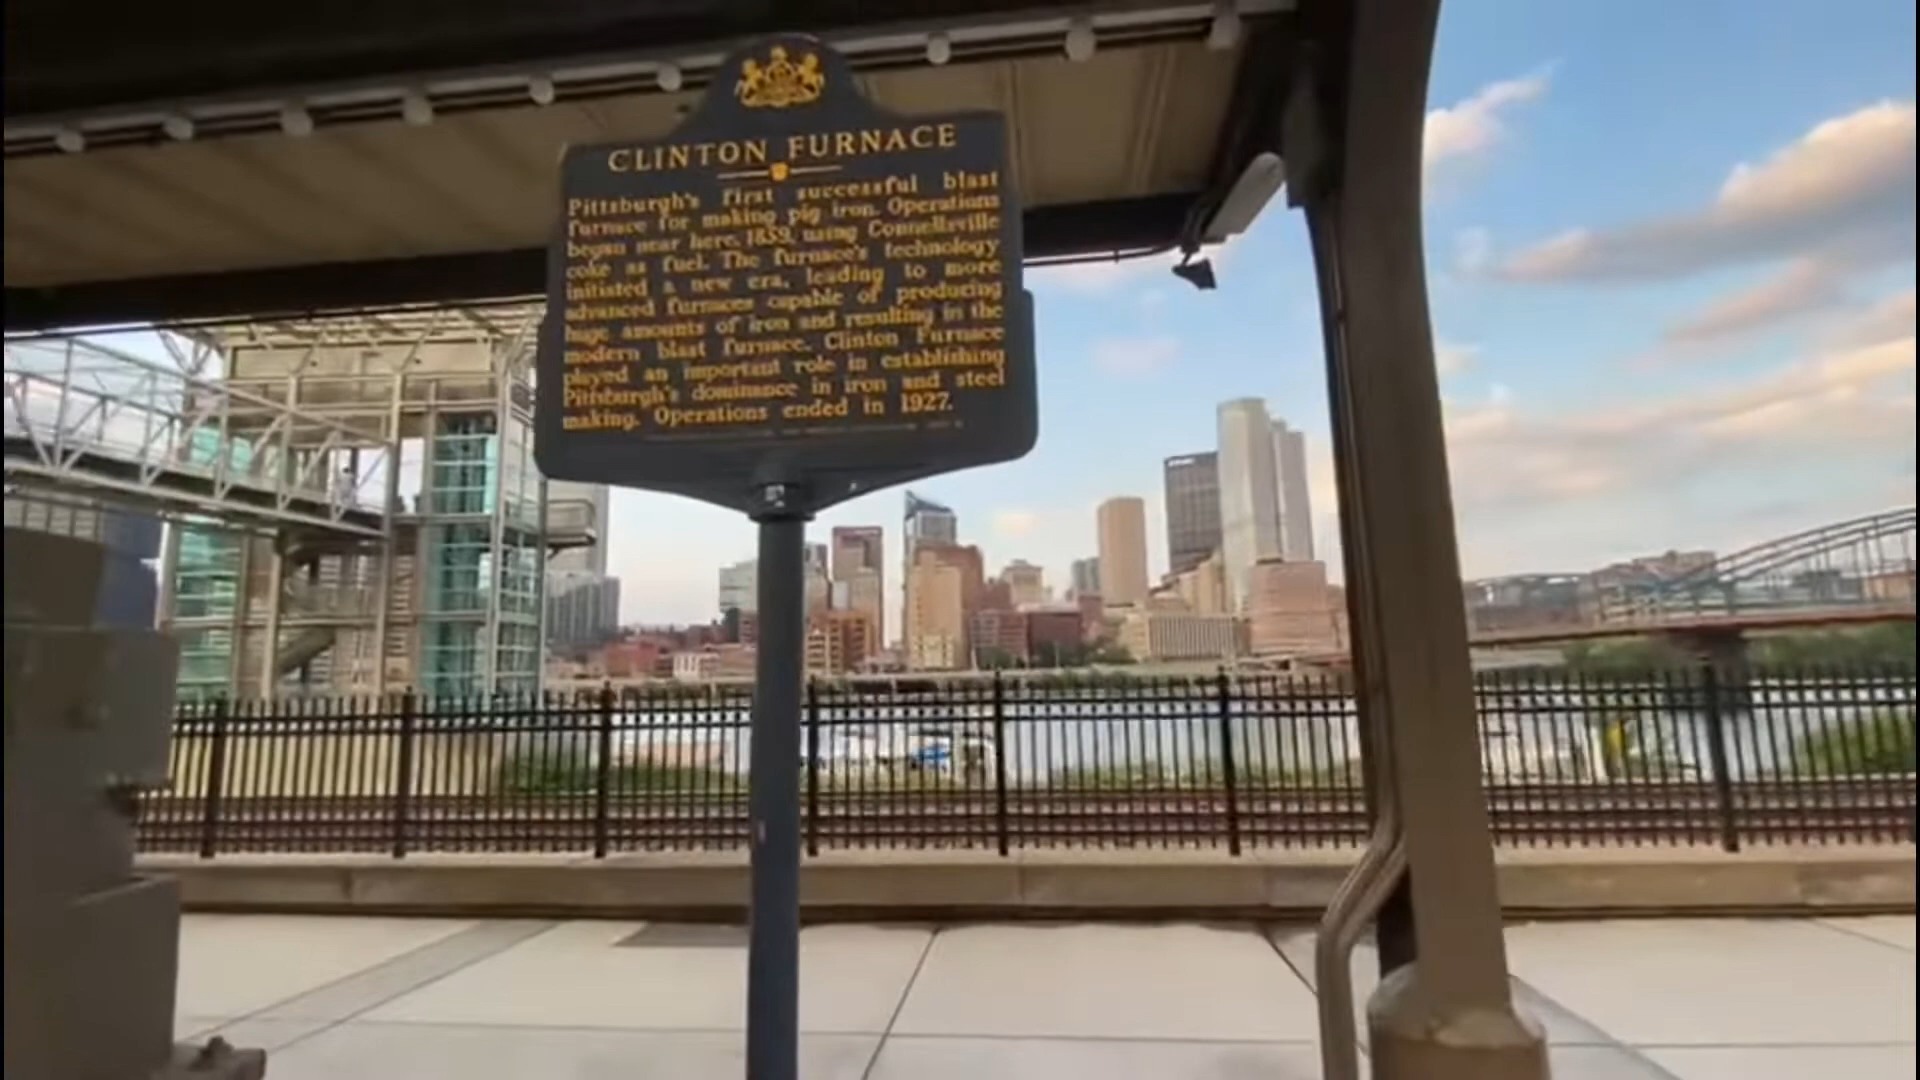 CLINTON FURNACE
Pittsburgh's first successful blast
furnace for making pig iron. Operations
began near here, 1859, using Connellsville
coke as fuel. The furnace's technology
initiated a new era, leading to more
advanced furnaces capable of producing
huge amounts of iron and resulting in the
modern blast furnace. Clinton Furnace
played an important role in establishing
Pittsburgh's dominance in iron and steel
making. Operations ended in 1927.